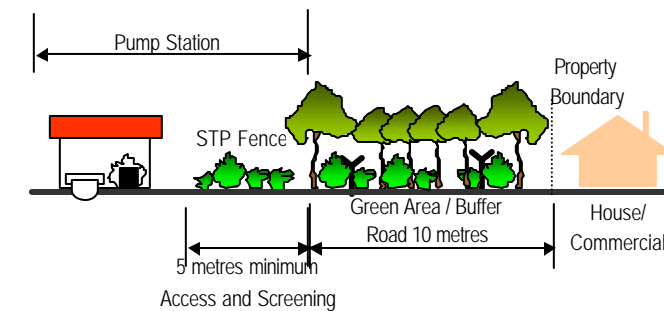 Pump Station
Property
Boundary
STP Fence
Green Area / Buffer
Road 10 metres
House/
Commercial
5 metres minimum
Access and Screening